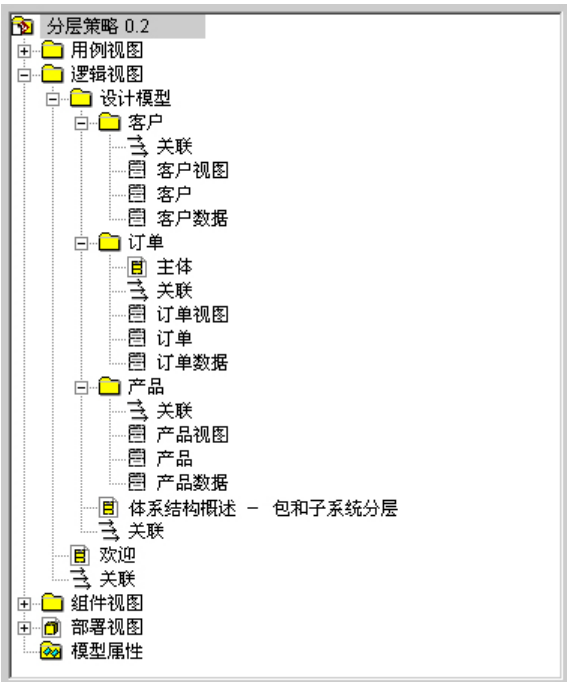 分层策略 0.2
用例视图
逻辑视图
设计模型
客户
关联
客户视图
客户
客户数据
订单
主体
关联
订单视图
订单
订单数据
产品
关联
产品视图
产品
产品数据
体系结构概述 - 包和子系统分层
关联
欢迎
关联
组件视图
部署视图
模型属性